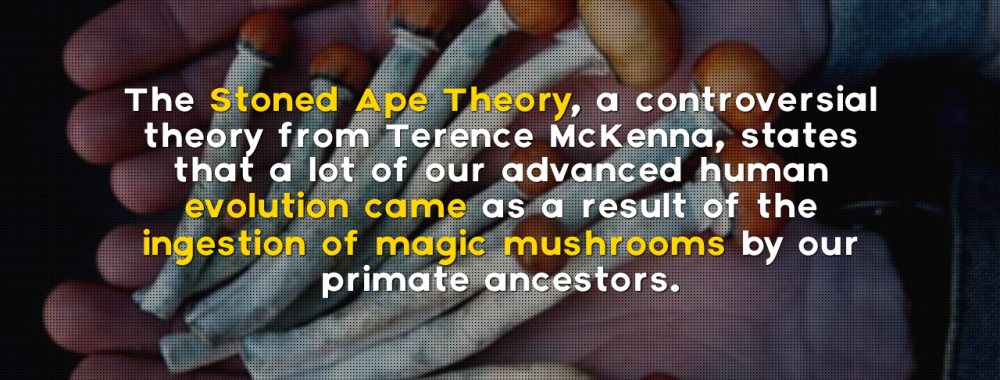 The Stoned Ape Theory, a controversial
theory from Terence McKenna, states
that a lot of our advanced human
evolution came as a result of the
ingestion of magic mushrooms by our
primate ancestors.